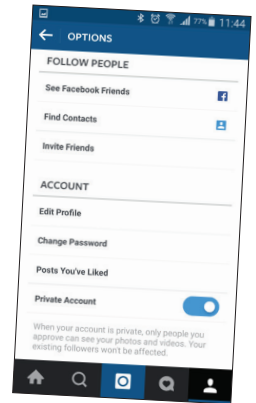 77% 11:44
OPTIONS
FOLLOW PEOPLE
See Facebook Friends
Find Contacts
Invite Friends
ACCOUNT
Edit Profile
Change Password
Posts You've Liked
Private Account
When your account is private, only people you
approve can see your photos and videos. Your
existing followers won't be affected.